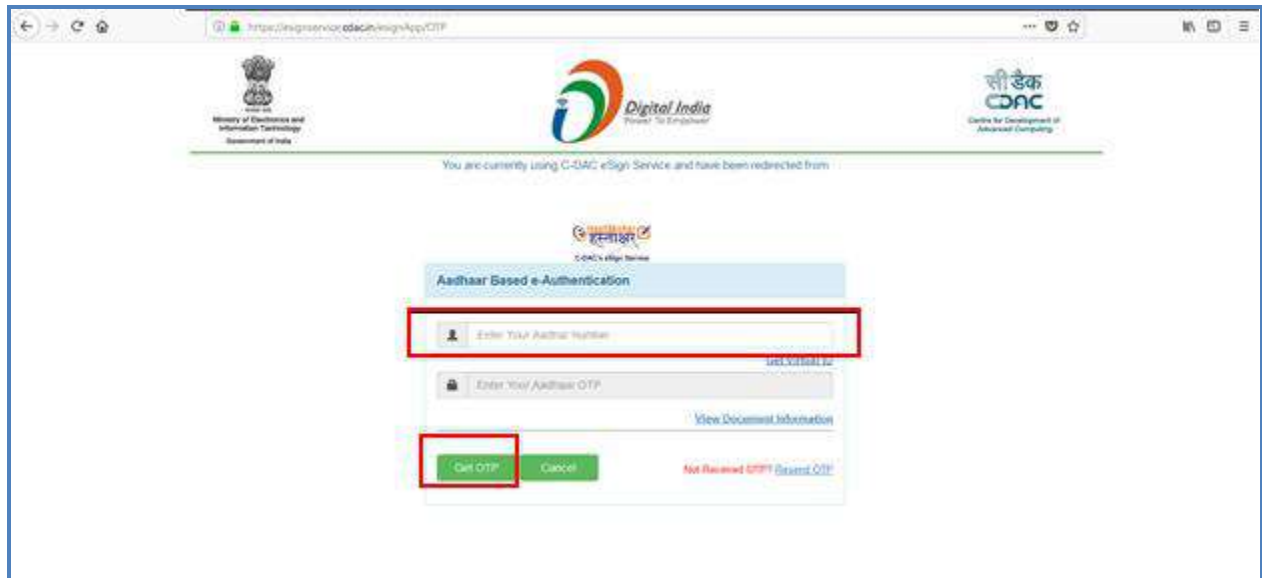 https://esignservice.cdac.in/esignApp/OTP
Ministry of Electronics and
Information Technology
Government of India
Digital India
Power To Empower
सी डैक
CDAC
Centre for Development of
Advanced Computing
You are currently using C-DAC eSign Service and have been redirected from
हस्ताक्षर
C-DAC's eSign Service
Aadhaar Based e-Authentication
Enter Your Aadhar Number
Get Virtual ID
Enter Your Aadhaar OTP
View Document Information
Get OTP Cancel Not Received OTP? Resend OTP